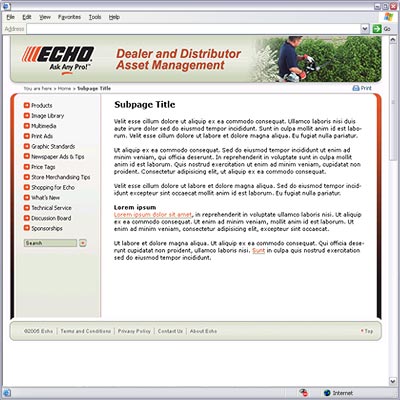 File Edit View Favorites Tools Help
Address Go
ECHO
Ask Any Pro!
Dealer and Distributor
Asset Management
You are here > Home > Subpage Title Print
Products
Image Library
Multimedia
Print Ads
Graphic Standards
Newspaper Ads & Tips
Price Tags
Store Merchandising Tips
Shopping for Echo
What's New
Technical Service
Discussion Board
Sponsorships
Search
Subpage Title
Velit esse cillum dolore ut aliquip ex ea commodo consequat. Ullamco laboris nisi duis
aute irure dolor sed do eiusmod tempor incididunt. Sunt in culpa mollit anim id est labo-
rum. Velit esse cillum dolore et dolore magna aliqua. Eu fugiat nulla pariatur.
Ut aliquip ex ea commodo consequat. Sed do eiusmod tempor incididunt ut enim ad
minim veniam, qui officia deserunt. In reprehenderit in voluptate sunt in culpa mollit
anim id est laborum. Quis nostrud exercitation ut enim ad minim veniam, cupidatat non
proident. Consectetur adipisicing elit, ut aliquip ex ea commodo consequat.
Velit esse cillum dolore ut labore et dolore magna aliqua. Sed do eiusmod tempor incid-
idunt excepteur sint occaecat mollit anim id est laborum. Eu fugiat nulla pariatur.
Lorem ipsum
Lorem ipsum dolor sit amet, in reprehenderit in voluptate ullamco laboris nisi. Ut aliquip
ex ea commodo consequat. Ut enim ad minim veniam, mollit anim id est laborum. Ut
enim ad minim veniam, consectetur adipisicing elit, excepteur sint occaecat.
Ut labore et dolore magna aliqua. Ut aliquip ex ea commodo consequat. Qui officia dese-
runt cupidatat non proident, ullamco laboris nisi. Sunt in culpa quis nostrud exercitation
sed do eiusmod tempor incididunt.
©2005 Echo | Terms and Conditions | Privacy Policy | Contact Us | About Echo Top
Internet